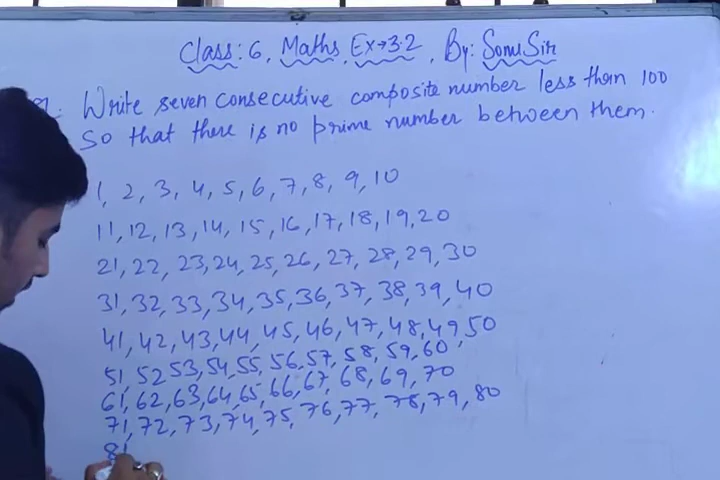 Class: 6, Maths, Ex→3.2, By: Sonu Sir
Write seven consecutive composite number less than 100
So that there is no prime number between them.
1, 2, 3, 4, 5, 6, 7, 8, 9, 10
11, 12, 13, 14, 15, 16, 17, 18, 19, 20
21, 22, 23, 24, 25, 26, 27, 28, 29, 30
31, 32, 33, 34, 35, 36, 37, 38, 39, 40
41, 42, 43, 44, 45, 46, 47, 48, 49, 50
51, 52 53, 54, 55, 56, 57, 58, 59, 60,
61, 62, 63, 64, 65, 66, 67, 68, 69, 70
71, 72, 73, 74, 75, 76, 77, 78, 79, 80
81